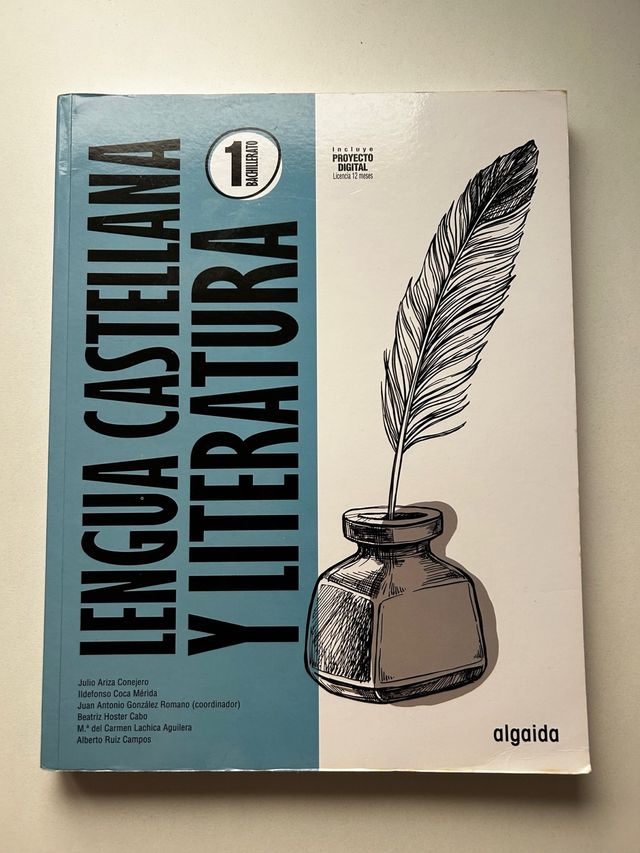 LENGUA CASTELLANA
Y LITERATURA
1
BACHILLERATO
Incluye
PROYECTO
DIGITAL
Licencia 12 meses
Julio Ariza Conejero
Ildefonso Coca Mérida
Juan Antonio González Romano (coordinador)
Beatriz Hoster Cabo
M.ª del Carmen Lachica Aguilera
Alberto Ruiz Campos
algaida